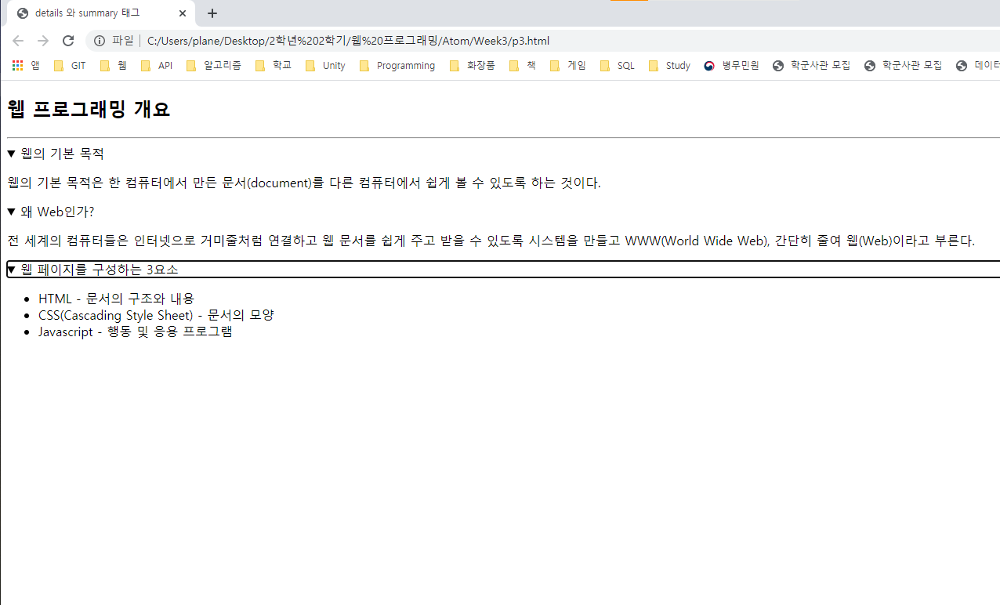 details 와 summary 태그
파일 C:/Users/plane/Desktop/2학년%202학기/웹%20프로그래밍/Atom/Week3/p3.html
앱 GIT 웹 API 알고리즘 학교 Unity Programming 화장품 책 게임 SQL Study 병무민원 학군사관 모집 학군사관 모집 데이터
웹 프로그래밍 개요
▼ 웹의 기본 목적
웹의 기본 목적은 한 컴퓨터에서 만든 문서(document)를 다른 컴퓨터에서 쉽게 볼 수 있도록 하는 것이다.
▼ 왜 Web인가?
전 세계의 컴퓨터들은 인터넷으로 거미줄처럼 연결하고 웹 문서를 쉽게 주고 받을 수 있도록 시스템을 만들고 WWW(World Wide Web), 간단히 줄여 웹(Web)이라고 부른다.
▼ 웹 페이지를 구성하는 3요소
• HTML - 문서의 구조와 내용
• CSS(Cascading Style Sheet) - 문서의 모양
• Javascript - 행동 및 응용 프로그램